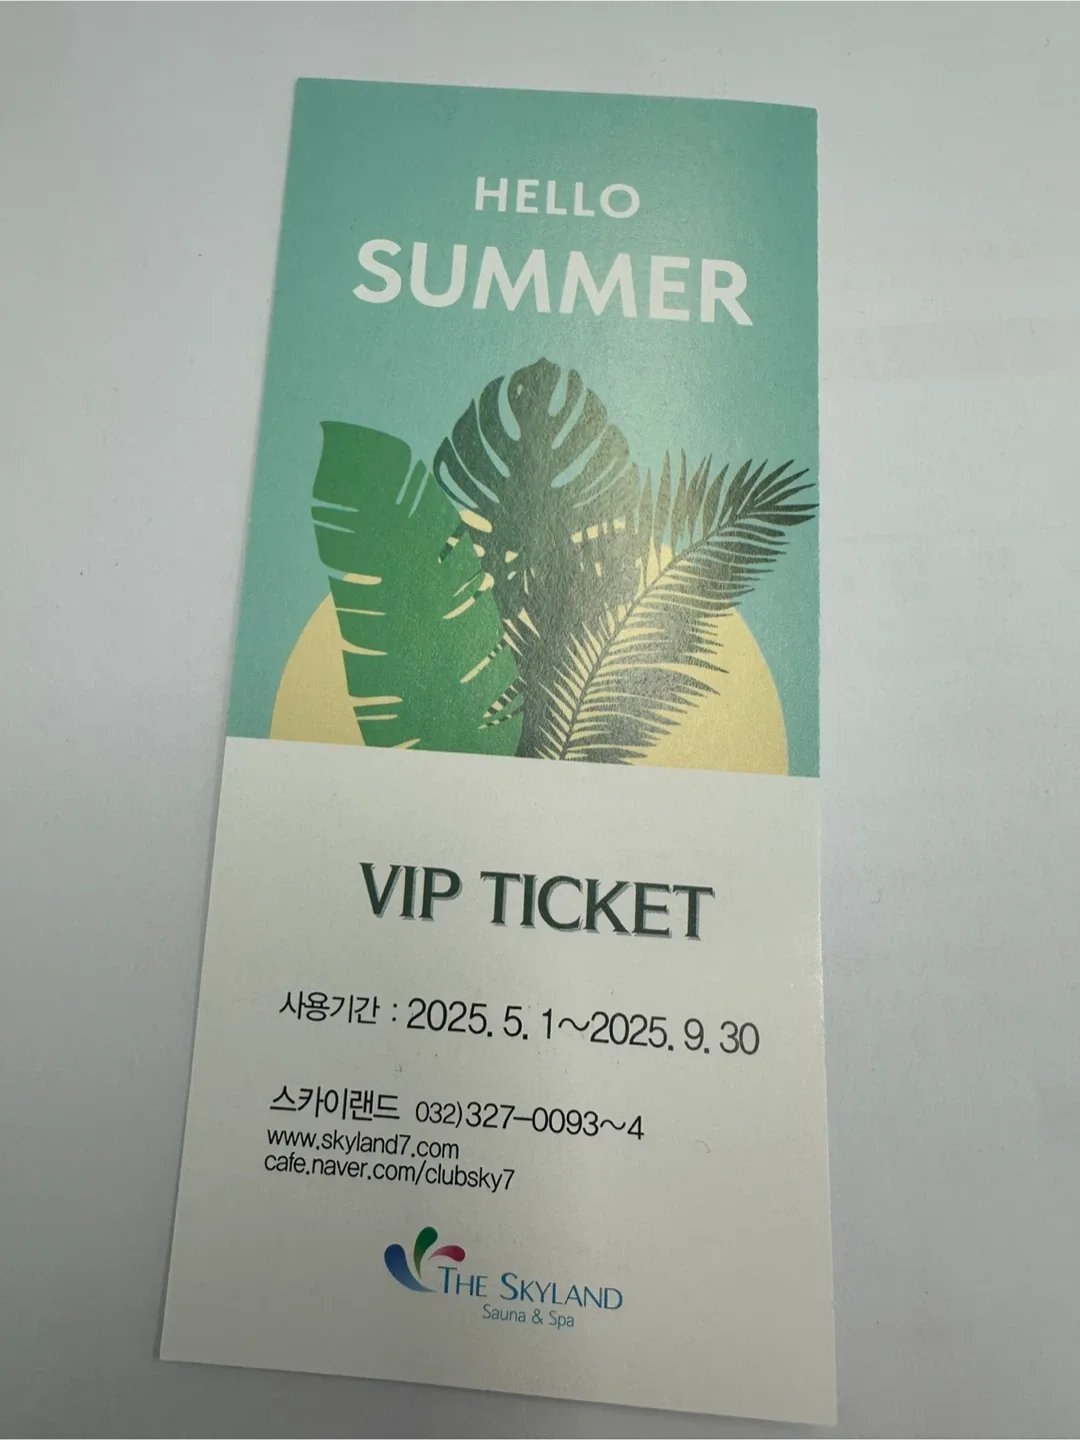 HELLO
SUMMER
VIP TICKET
사용기간 : 2025. 5. 1~2025. 9. 30
스카이랜드 032)327-0093~4
www.skyland7.com
cafe.naver.com/clubsky7
THE SKYLAND
Sauna & Spa